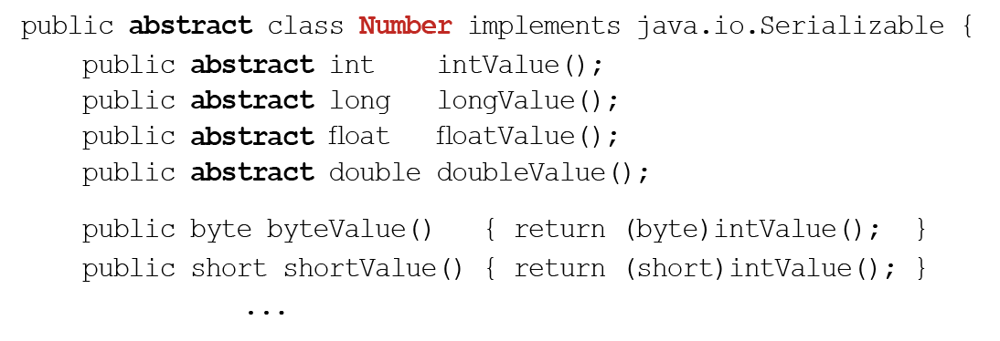 public abstract class Number implements java.io.Serializable {
public abstract int intValue();
public abstract long longValue();
public abstract float floatValue();
public abstract double doubleValue();
public byte byteValue() { return (byte)intValue(); }
public short shortValue() { return (short)intValue(); }
...